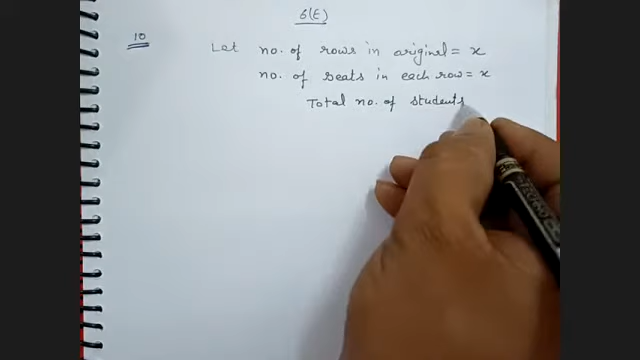 6(E)
10
Let no. of rows in original = x
no. of seats in each row = x
Total no. of students